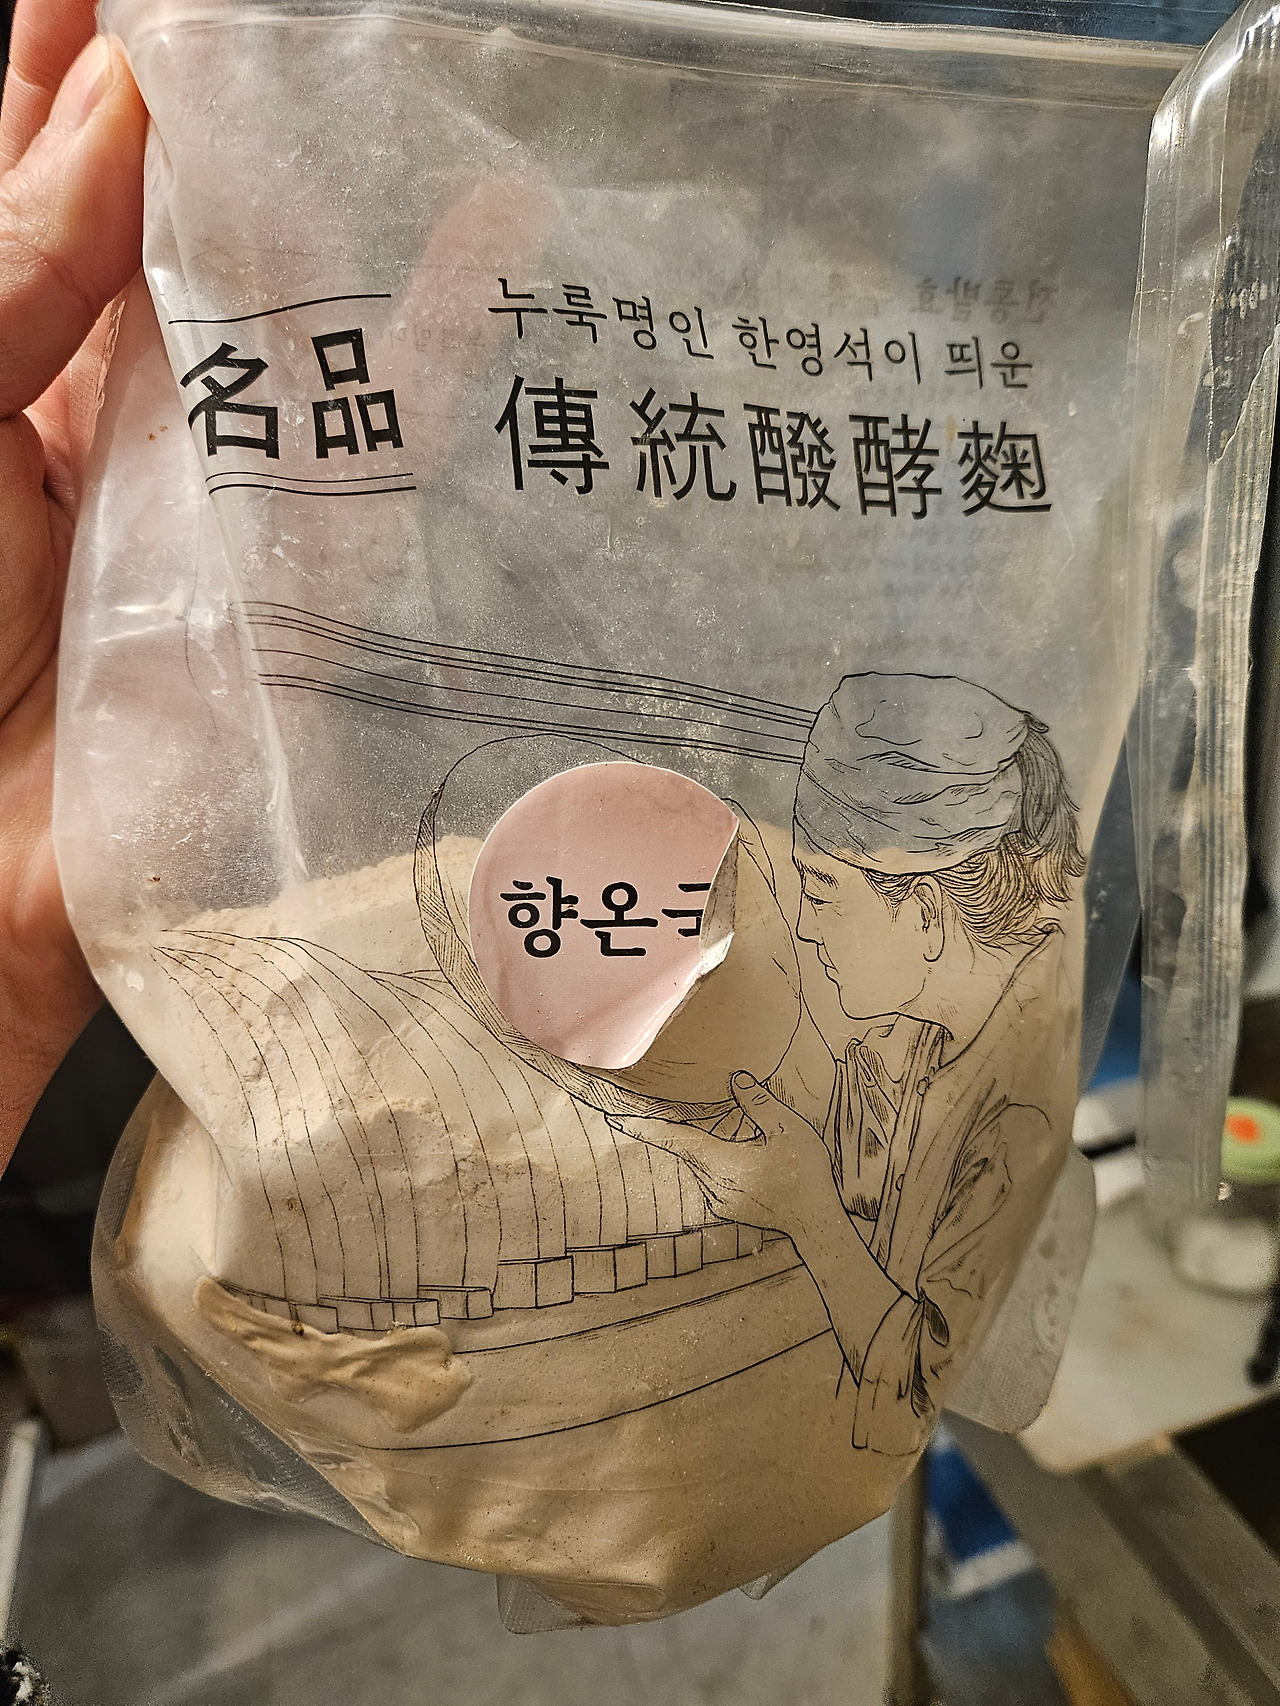 名品
누룩명인 한영석이 띄운
傳統醱酵麴
향온